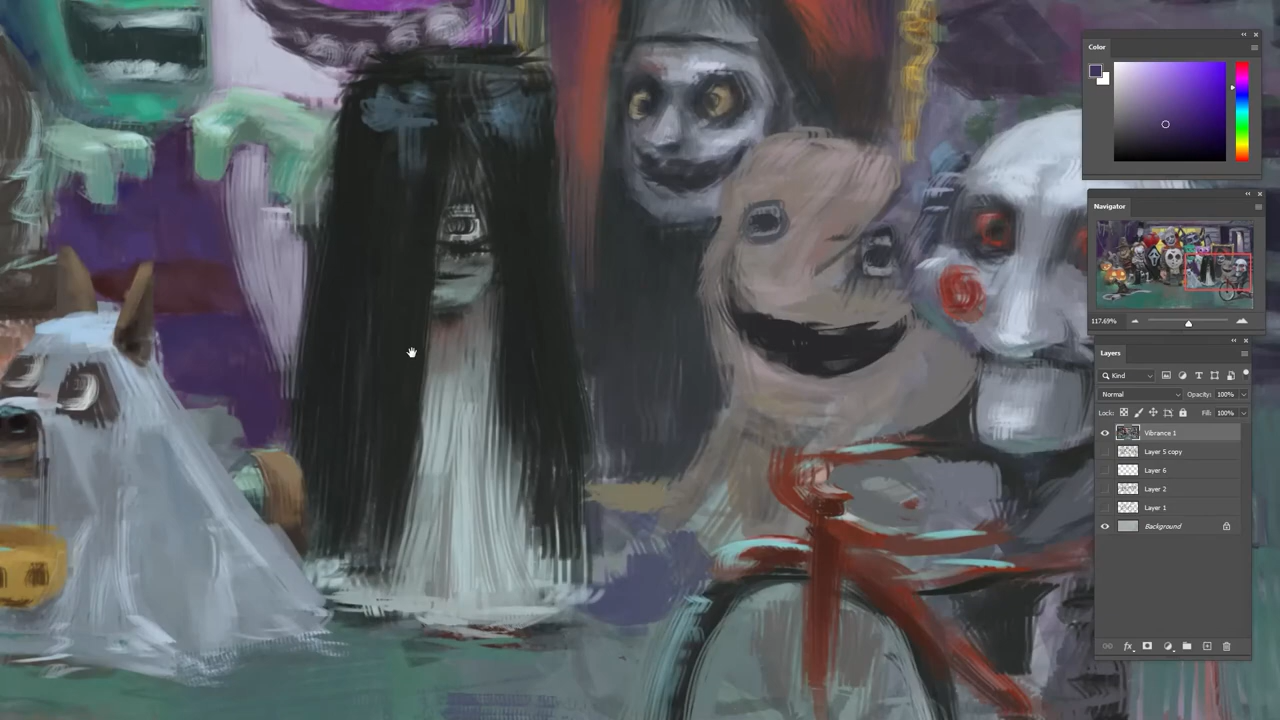 Color
Navigator
117.69%
Layers
Kind
Normal
Opacity: 100%
Lock:
Fill: 100%
Vibrance 1
Layer 5 copy
Layer 6
Layer 2
Layer 1
Background
fx